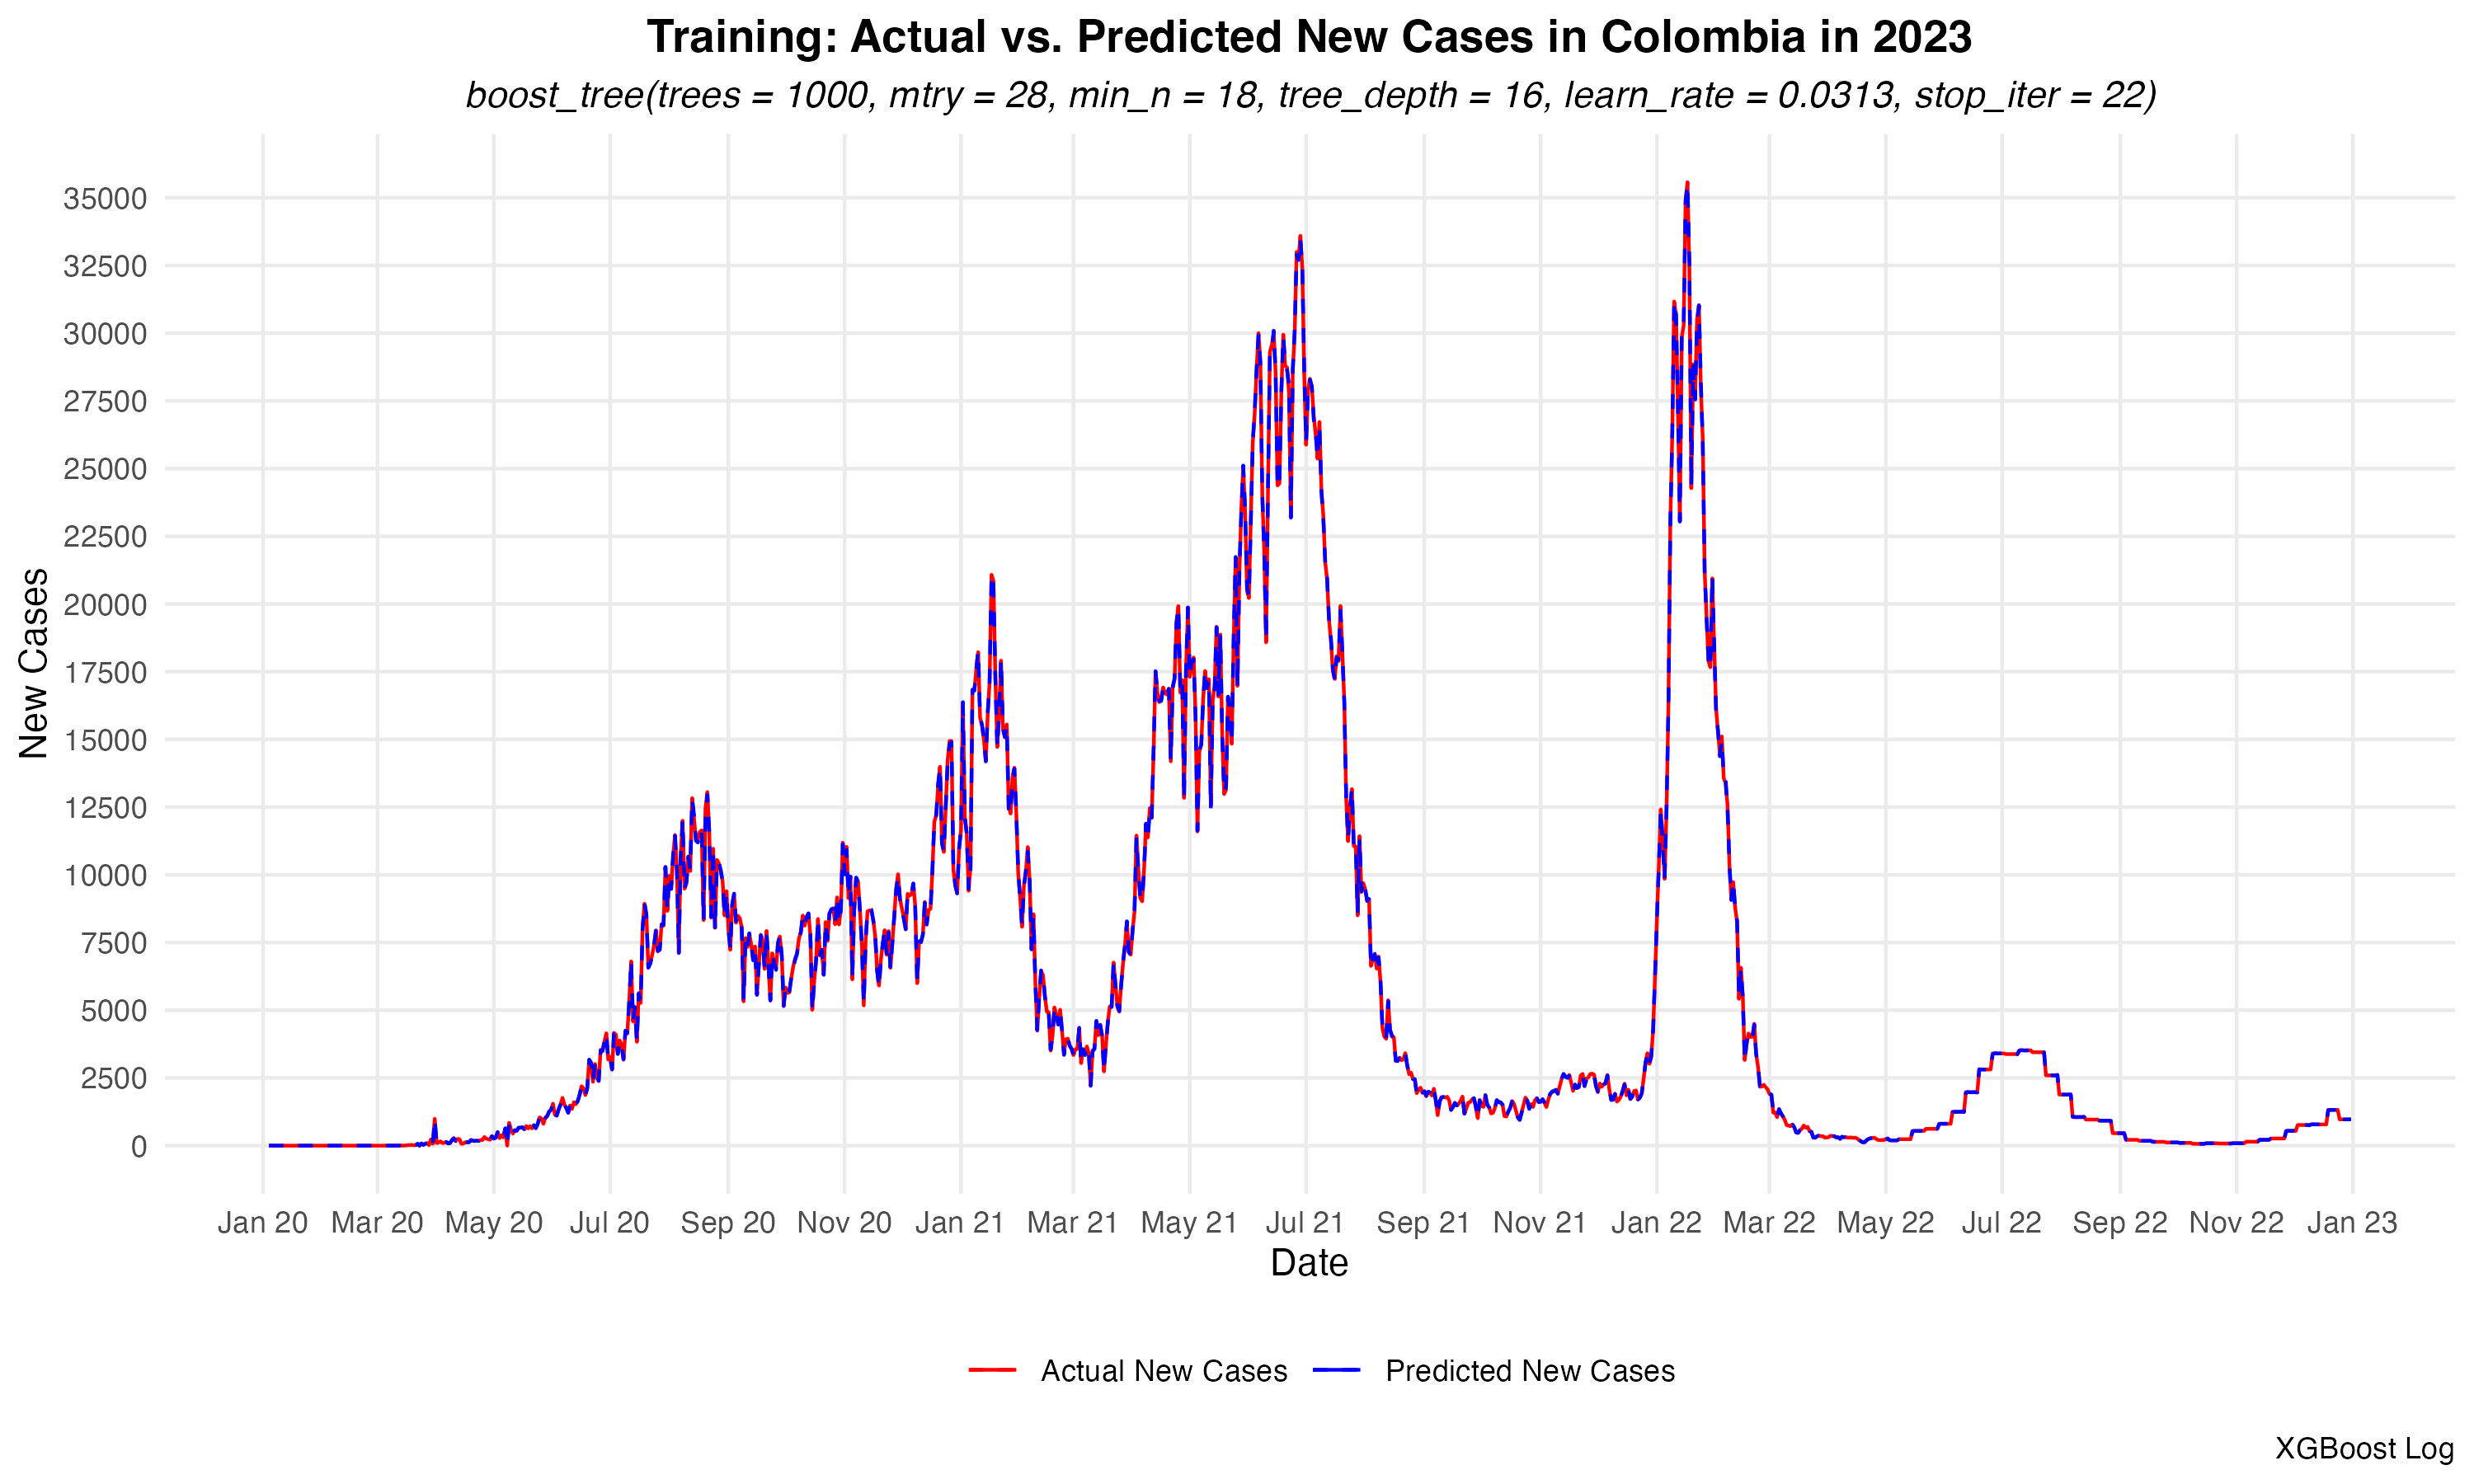 Training: Actual vs. Predicted New Cases in Colombia in 2023
boost_tree(trees = 1000, mtry = 28, min_n = 18, tree_depth = 16, learn_rate = 0.0313, stop_iter = 22)
New Cases
35000
32500
30000
27500
25000
22500
20000
17500
15000
12500
10000
7500
5000
2500
0
Jan 20 Mar 20 May 20 Jul 20 Sep 20 Nov 20 Jan 21 Mar 21 May 21 Jul 21 Sep 21 Nov 21 Jan 22 Mar 22 May 22 Jul 22 Sep 22 Nov 22 Jan 23
Date
Actual New Cases Predicted New Cases
XGBoost Log